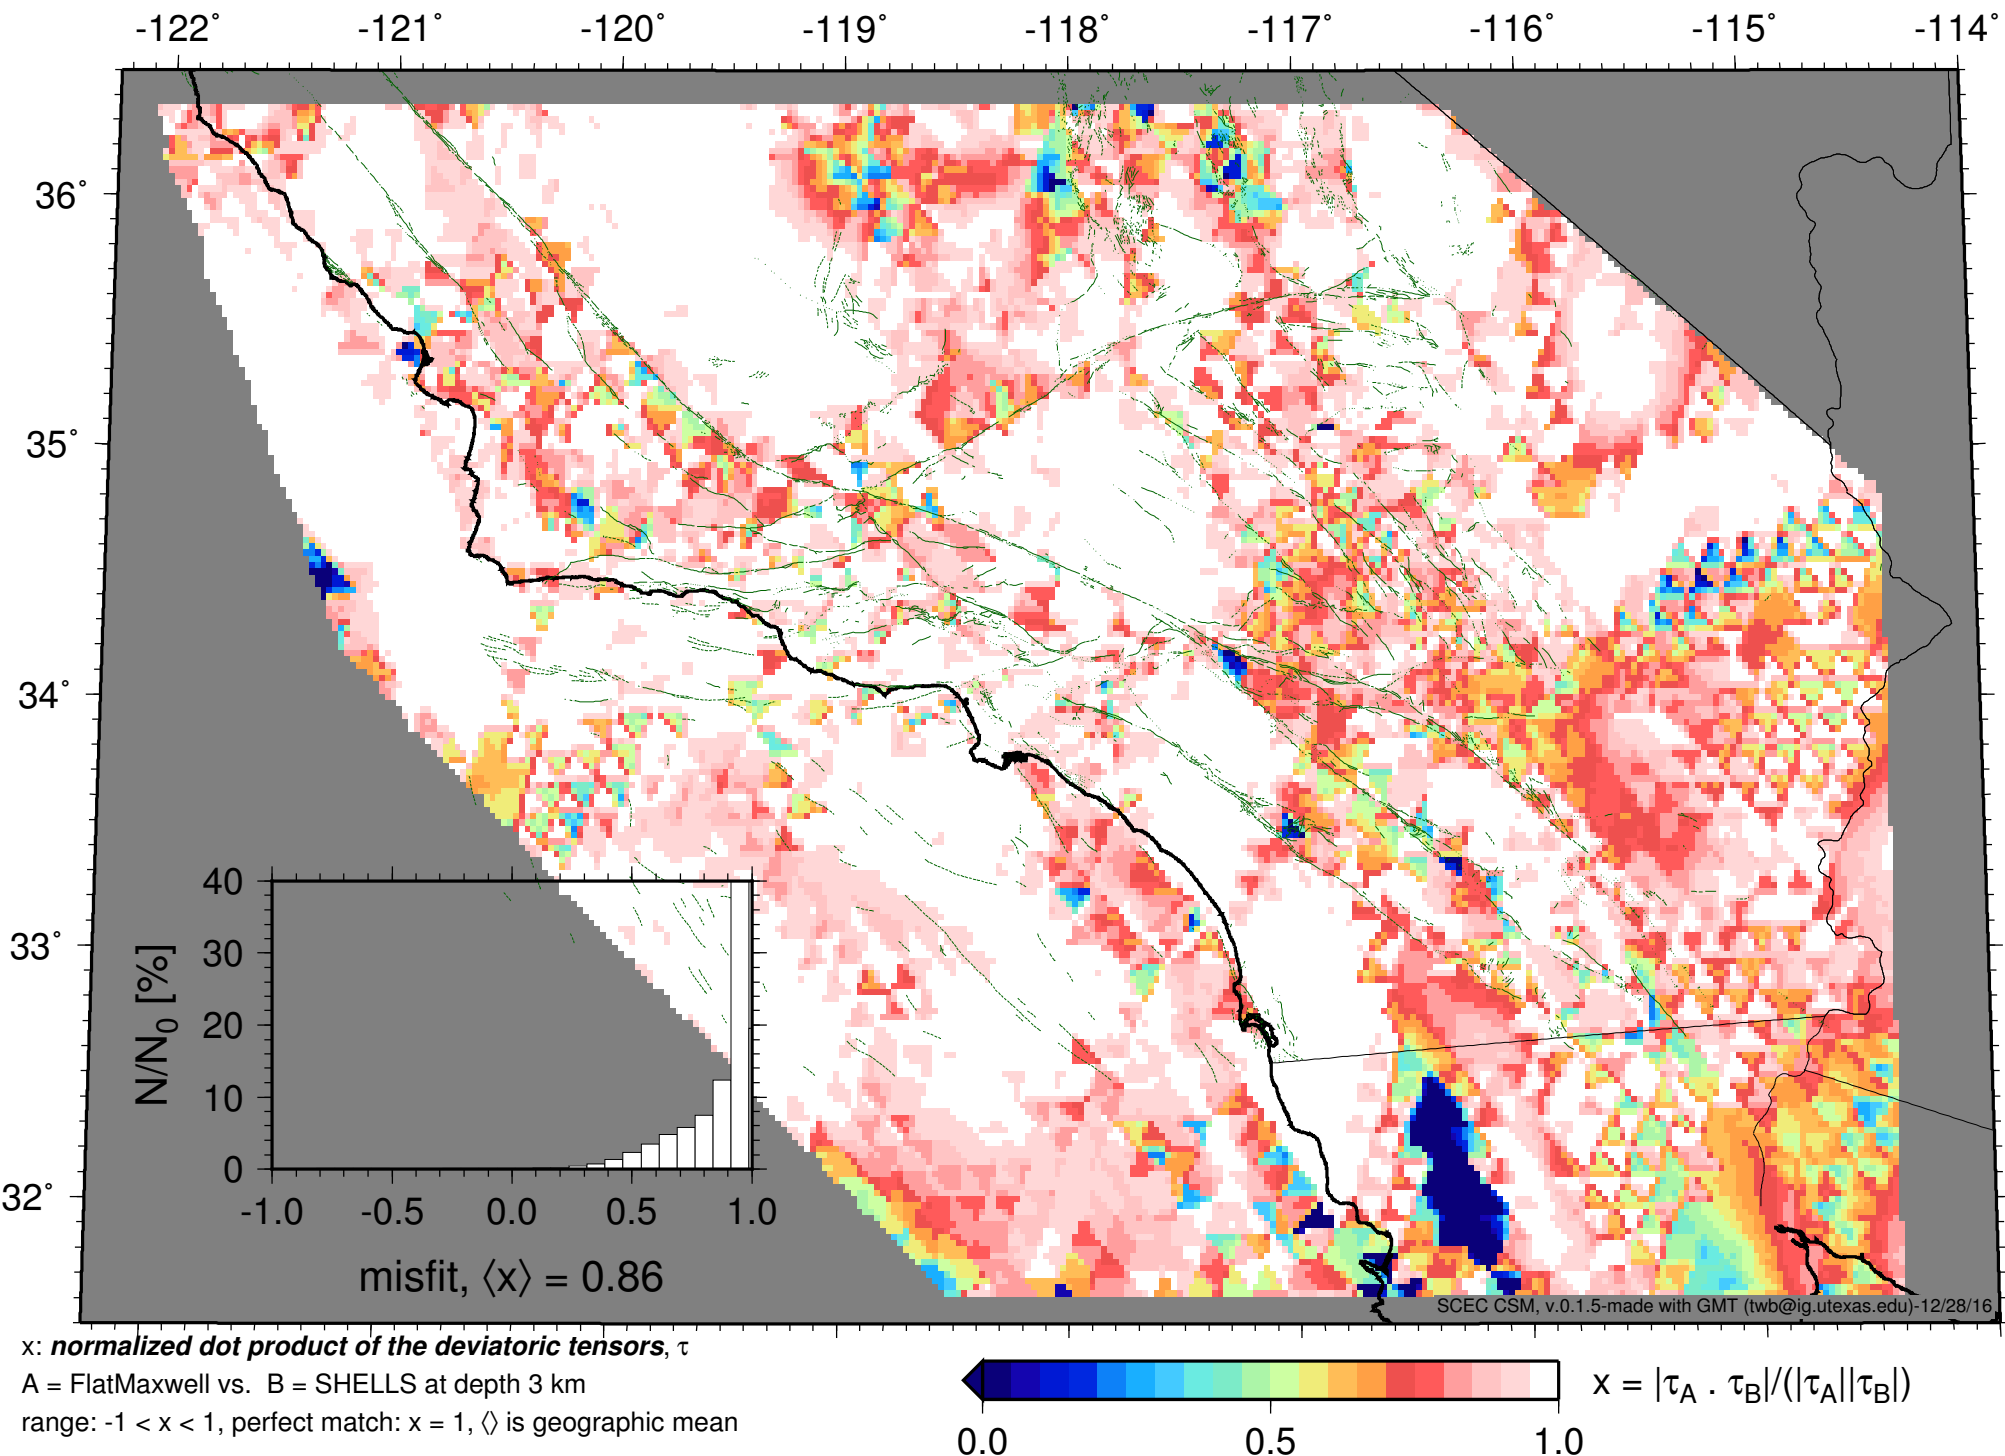 -122˚ -121˚ -120˚ -119˚ -118˚ -117˚ -116˚ -115˚ -114˚
36˚
35˚
34˚
33˚
32˚
40
30
20
10
0
N/N0 [%]
-1.0 -0.5 0.0 0.5 1.0
misfit, ⟨x⟩ = 0.86
SCEC CSM, v.0.1.5-made with GMT (twb@ig.utexas.edu)-12/28/16
x: normalized dot product of the deviatoric tensors, τ
A = FlatMaxwell vs. B = SHELLS at depth 3 km
range: -1 < x < 1, perfect match: x = 1, ⟨⟩ is geographic mean
x = |τA . τB|/(|τA||τB|)
0.0 0.5 1.0